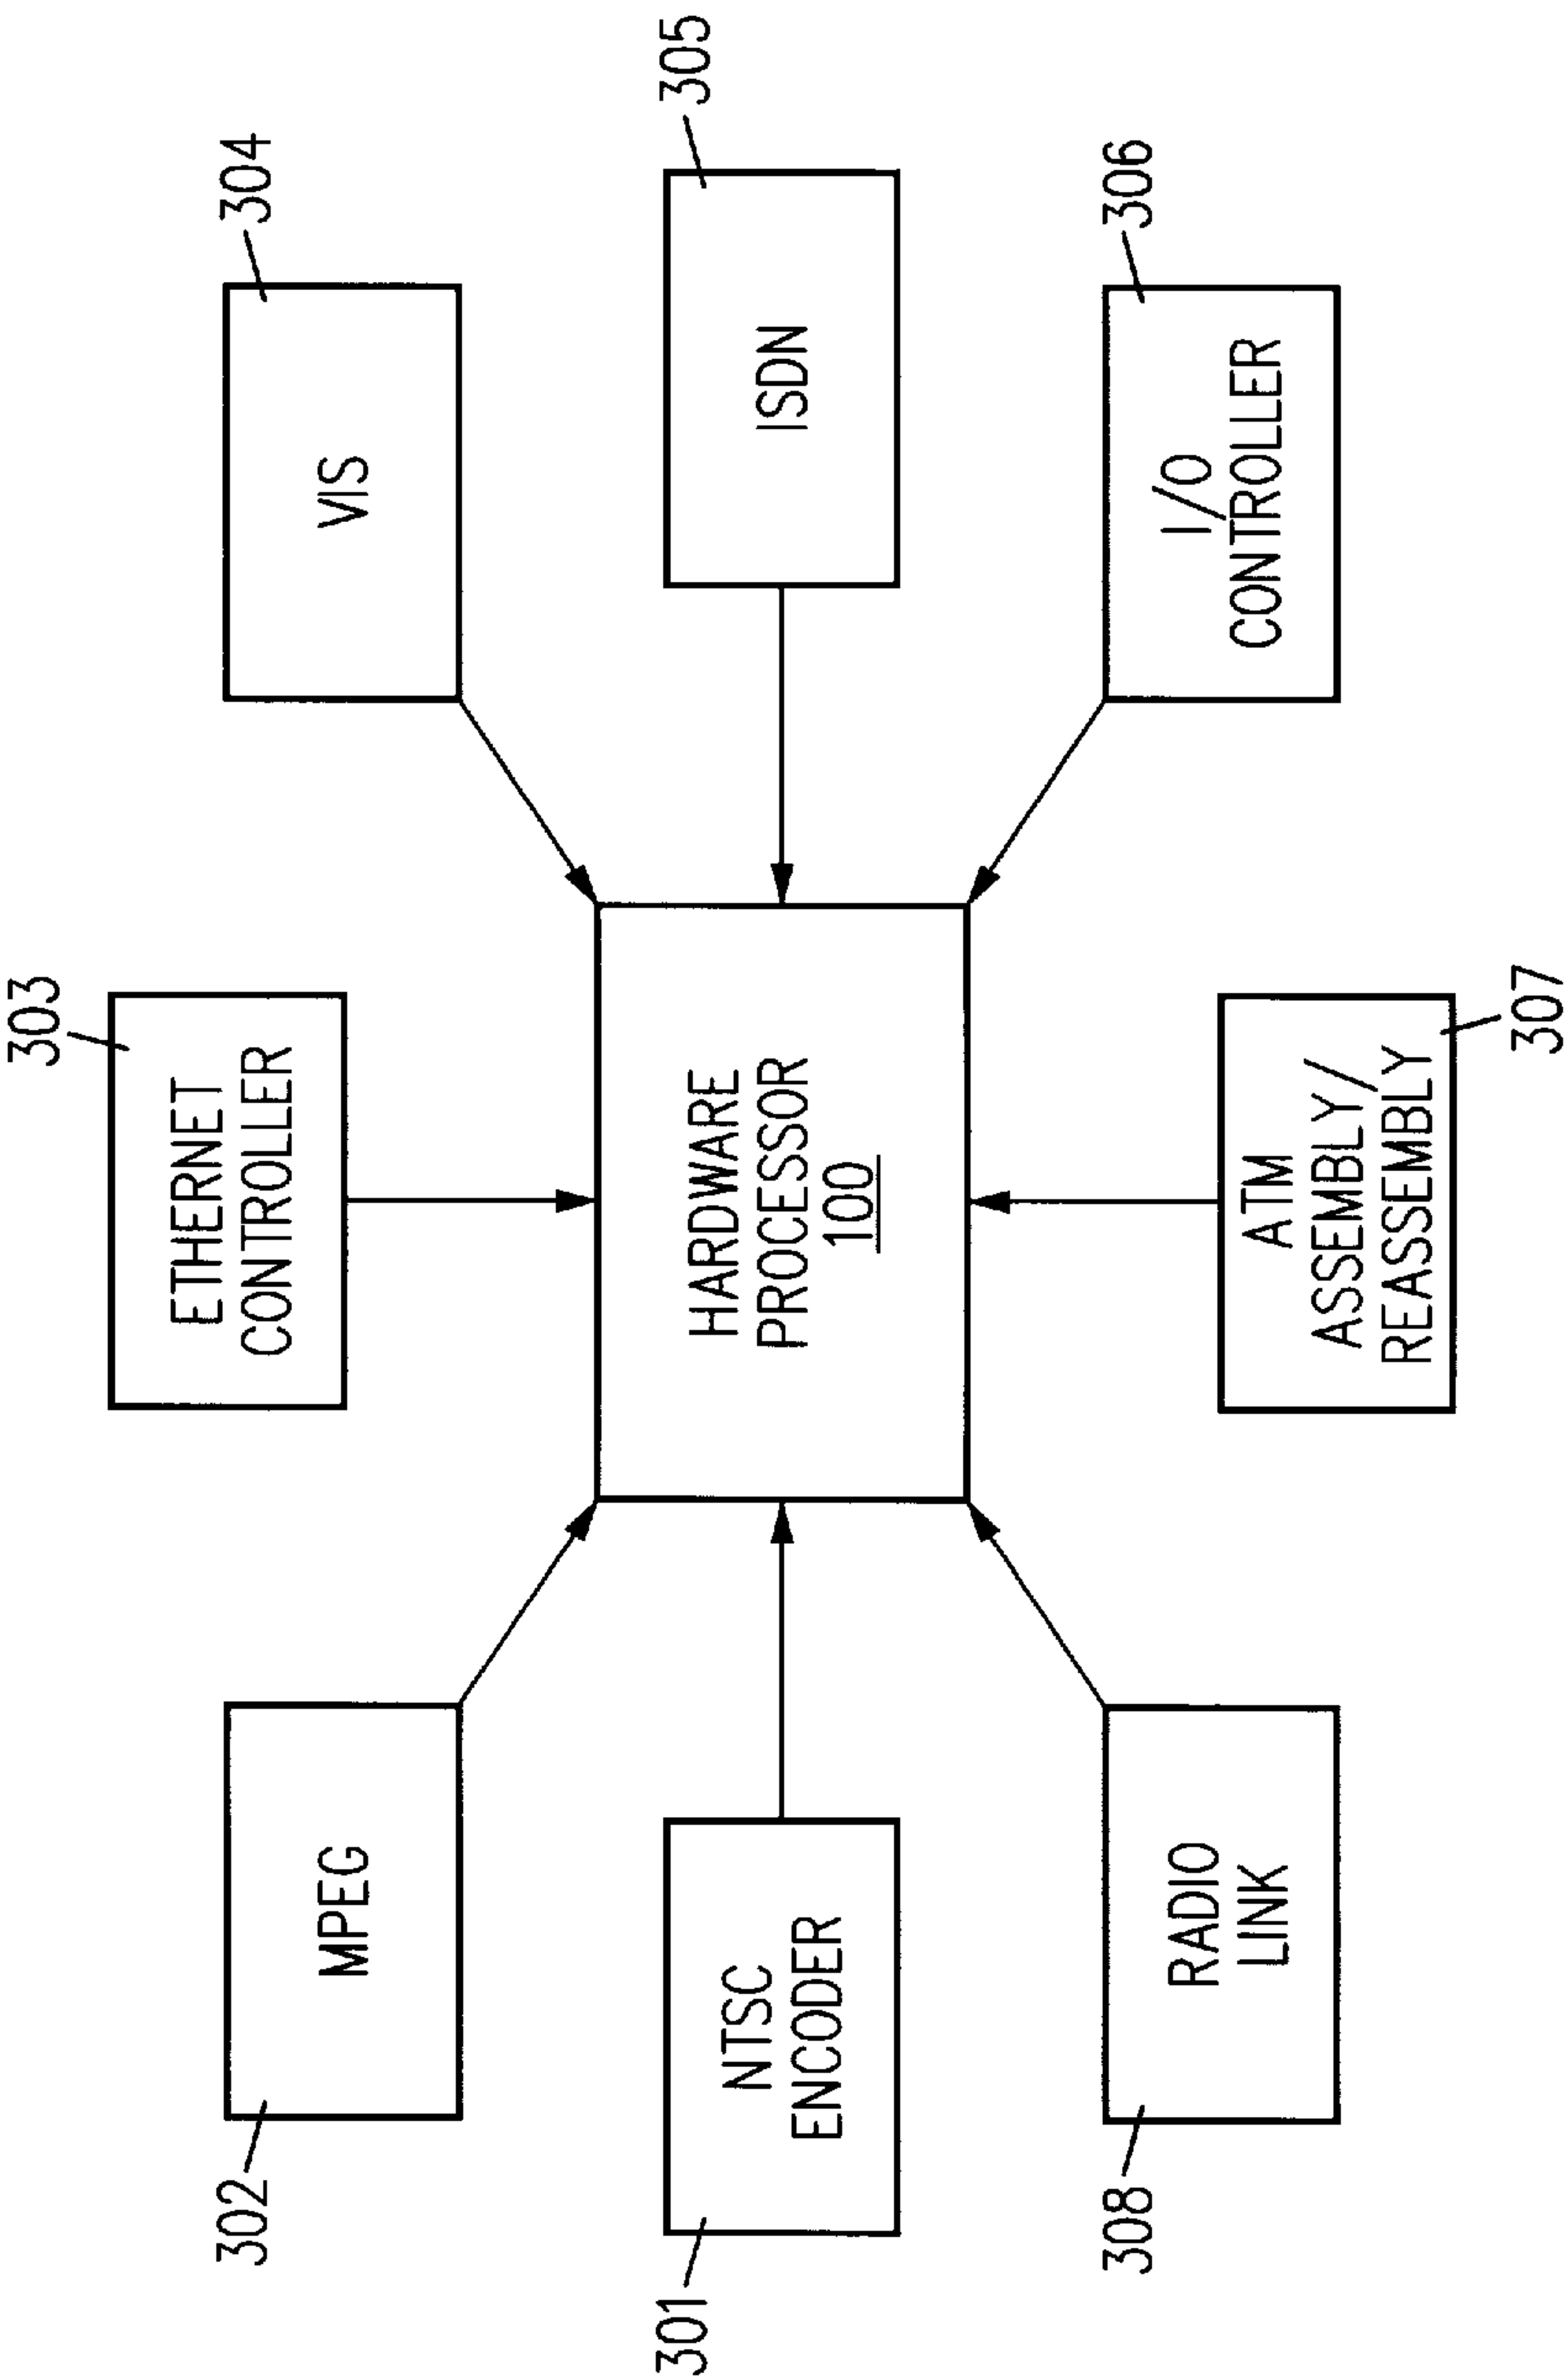 303
304
302
ETHERNET
CONTROLLER
VIS
MPEG
305
301
HARDWARE
PROCESSOR
100
ISDN
NTSC
ENCODER
306
308
I/O
CONTROLLER
RADIO
LINK
ATM
ASSEMBLY/
REASSEMBLY
307